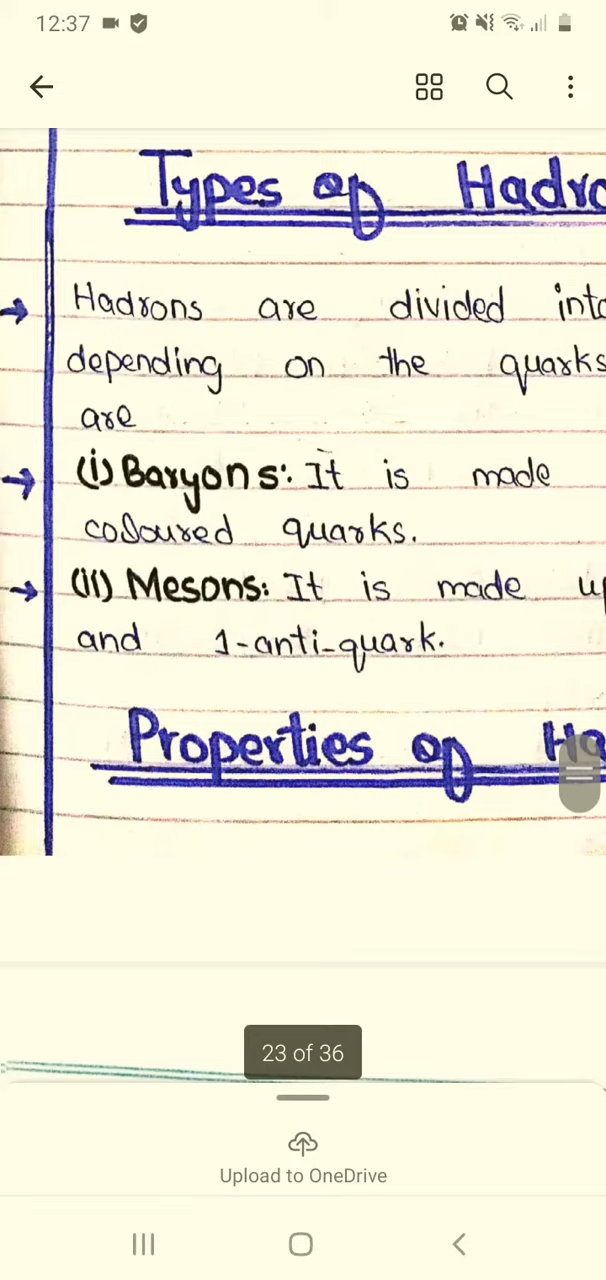 12:37
Types of Hadro
Hadrons are divided into
depending on the quarks
are
(i) Baryons: It is made
coloured quarks.
(ii) Mesons: It is made up
and 1-anti-quark.
Properties of Ha
23 of 36
Upload to OneDrive